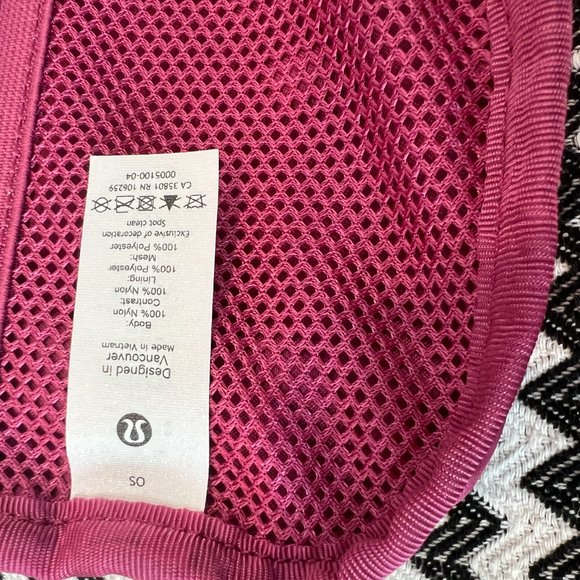 OS
Designed in
Vancouver
Made in Vietnam
Body:
100% Nylon
Contrast:
100% Nylon
Lining:
100% Polyester
Mesh:
100% Polyester
Exclusive of decoration
Spot clean
CA 35801 RN 106259
0005100-04